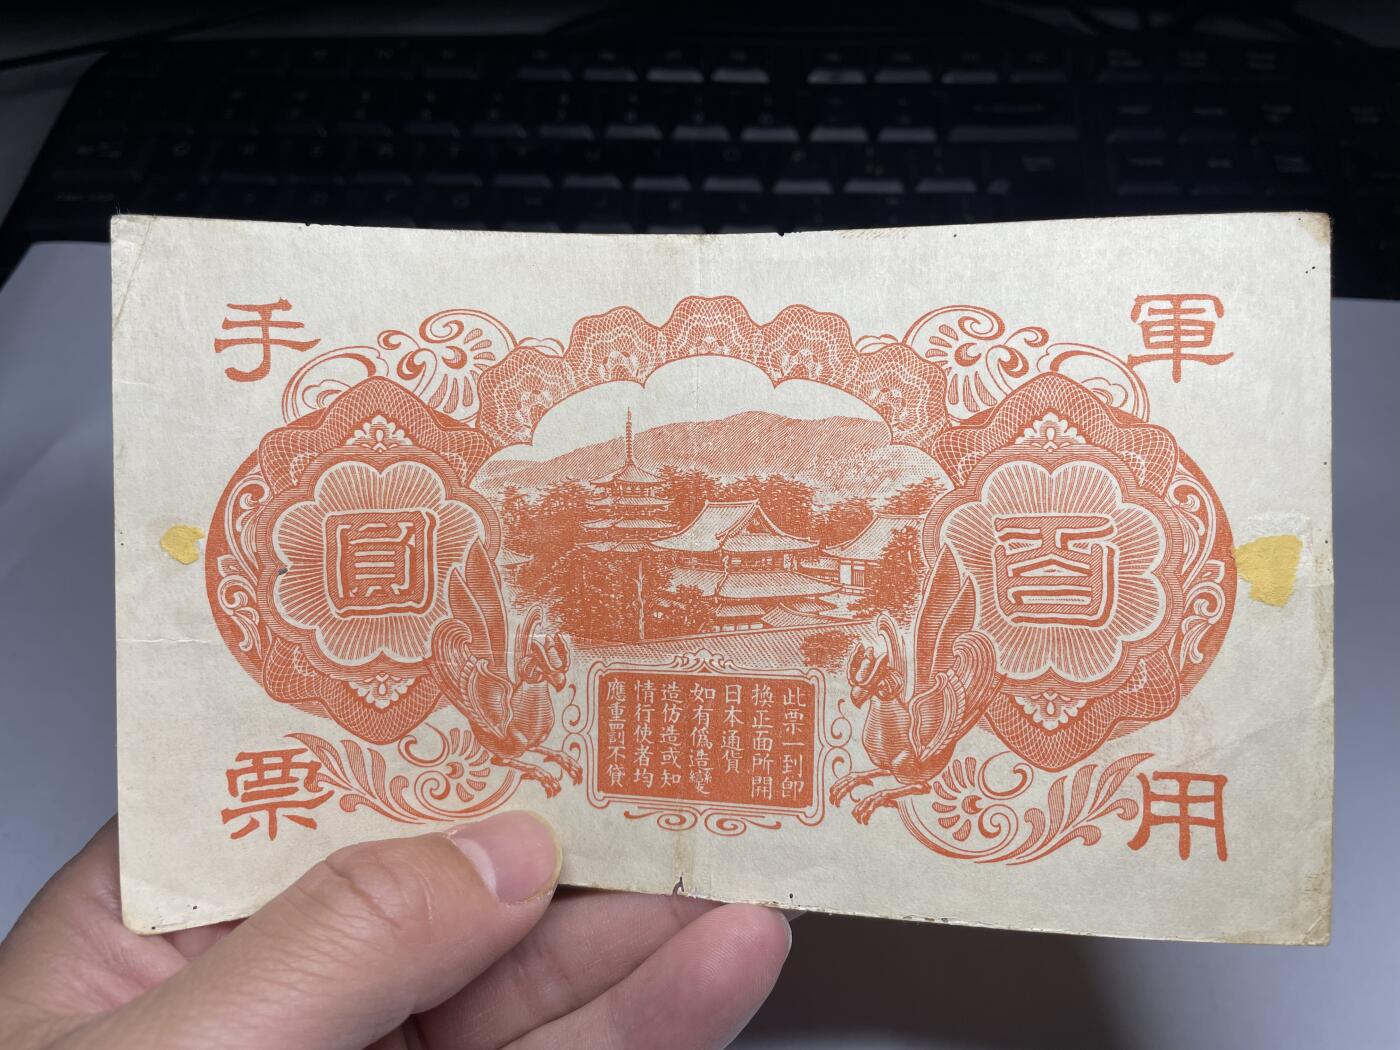 軍用
手票
百
圓
此票一到即
換正面所開
日本通貨
如有偽造變
造仿造或知
情行使者均
應重罰不貸